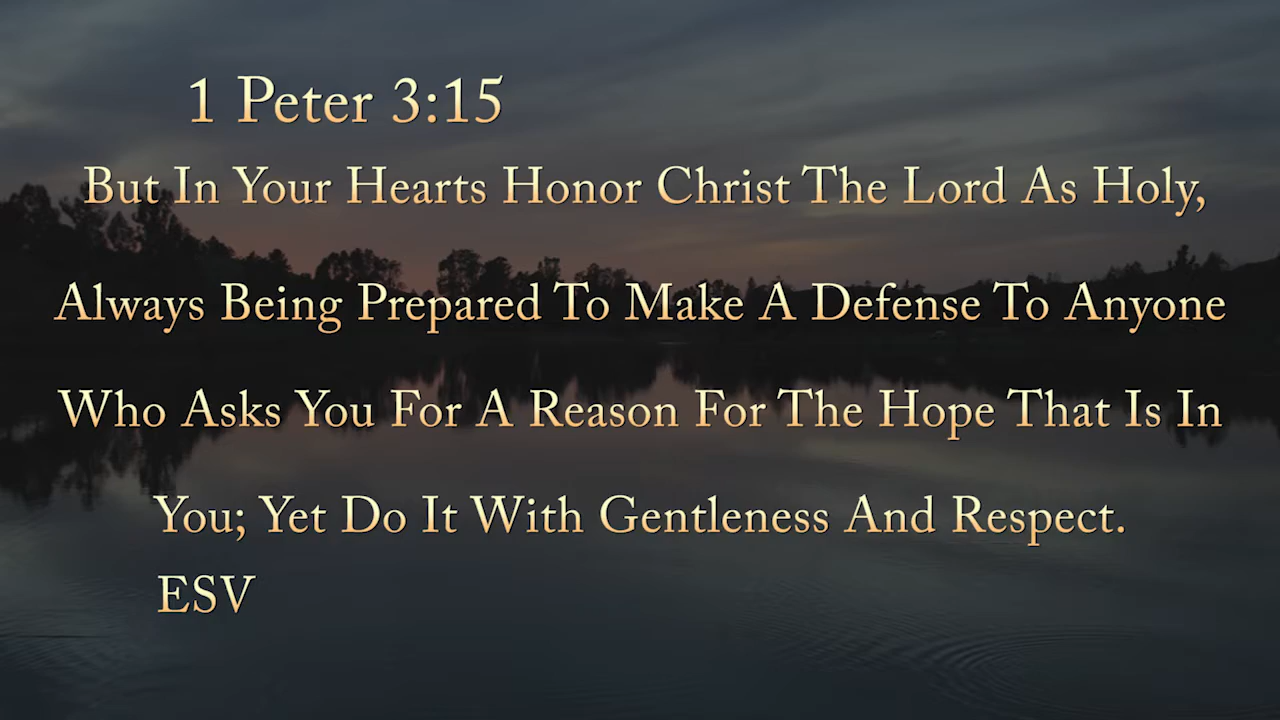 1 Peter 3:15
But In Your Hearts Honor Christ The Lord As Holy,
Always Being Prepared To Make A Defense To Anyone
Who Asks You For A Reason For The Hope That Is In
You; Yet Do It With Gentleness And Respect.
ESV